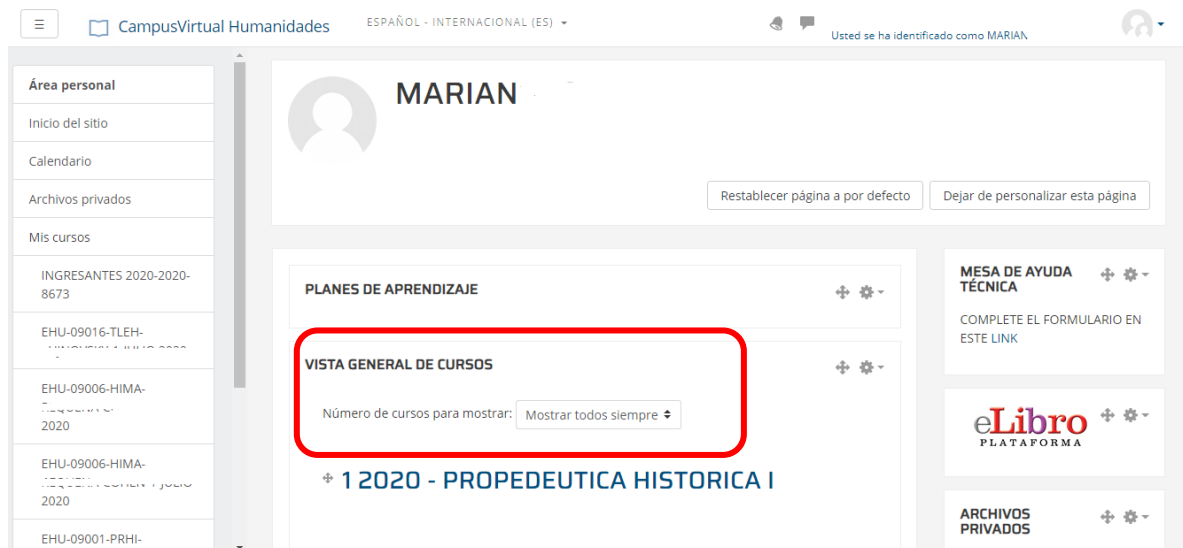 CampusVirtual Humanidades
ESPAÑOL - INTERNACIONAL (ES)
Usted se ha identificado como MARIAN
Área personal
Inicio del sitio
Calendario
Archivos privados
Mis cursos
INGRESANTES 2020-2020-
8673
EHU-09016-TLEH-
EHU-09006-HIMA-
2020
EHU-09006-HIMA-
2020
EHU-09001-PRHI-
MARIAN
Restablecer página a por defecto
Dejar de personalizar esta página
PLANES DE APRENDIZAJE
VISTA GENERAL DE CURSOS
Número de cursos para mostrar: Mostrar todos siempre
1 2020 - PROPEDEUTICA HISTORICA I
MESA DE AYUDA
TÉCNICA
COMPLETE EL FORMULARIO EN
ESTE LINK
eLibro
PLATAFORMA
ARCHIVOS
PRIVADOS